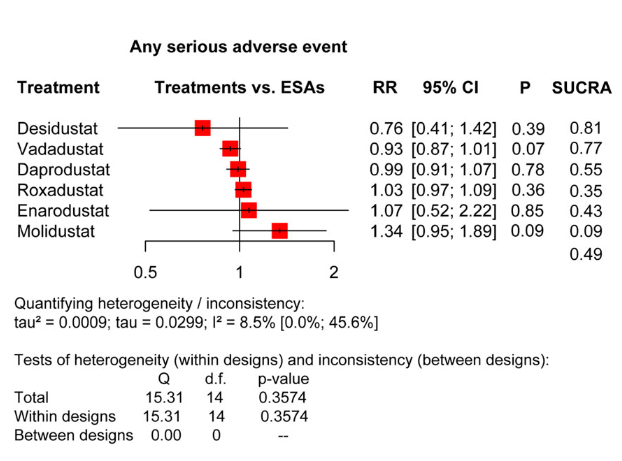 Any serious adverse event
Treatment Treatments vs. ESAs RR 95% CI P SUCRA
Desidustat 0.76 [0.41; 1.42] 0.39 0.81
Vadadustat 0.93 [0.87; 1.01] 0.07 0.77
Daprodustat 0.99 [0.91; 1.07] 0.78 0.55
Roxadustat 1.03 [0.97; 1.09] 0.36 0.35
Enarodustat 1.07 [0.52; 2.22] 0.85 0.43
Molidustat 1.34 [0.95; 1.89] 0.09 0.09
0.49
0.5 1 2
Quantifying heterogeneity / inconsistency:
tau² = 0.0009; tau = 0.0299; I² = 8.5% [0.0%; 45.6%]
Tests of heterogeneity (within designs) and inconsistency (between designs):
Q d.f. p-value
Total 15.31 14 0.3574
Within designs 15.31 14 0.3574
Between designs 0.00 0 --